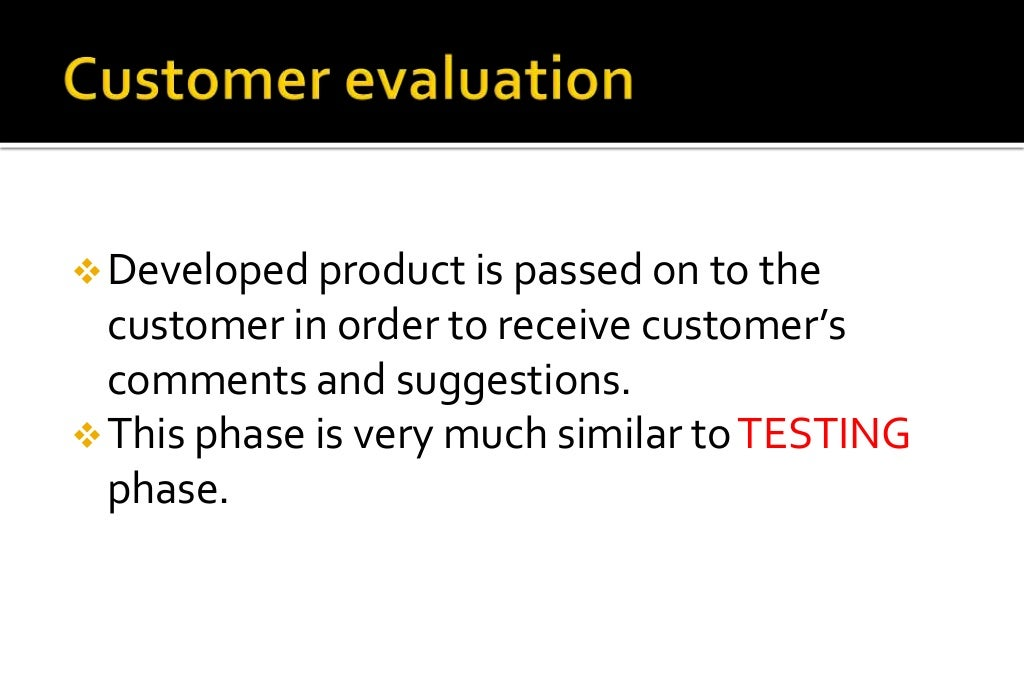 Customer evaluation
Developed product is passed on to the
customer in order to receive customer’s
comments and suggestions.
This phase is very much similar to TESTING
phase.